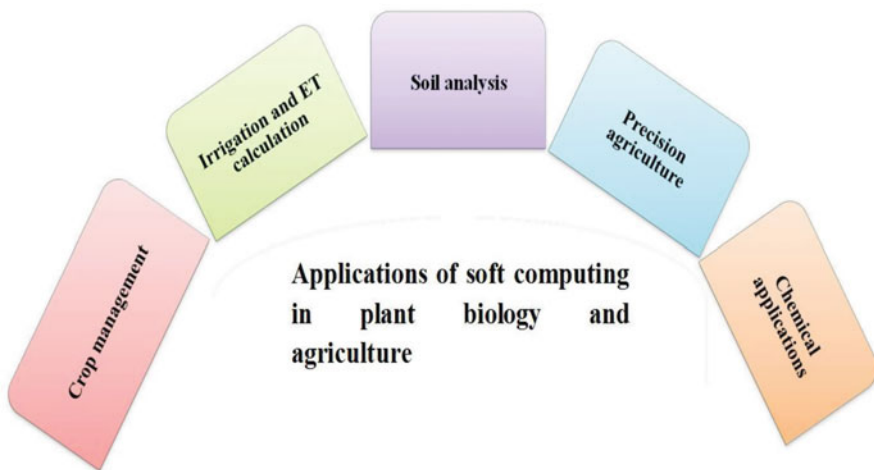 Crop management
Irrigation and ET
calculation
Soil analysis
Precision
agriculture
Chemical
applications
Applications of soft computing
in plant biology and
agriculture